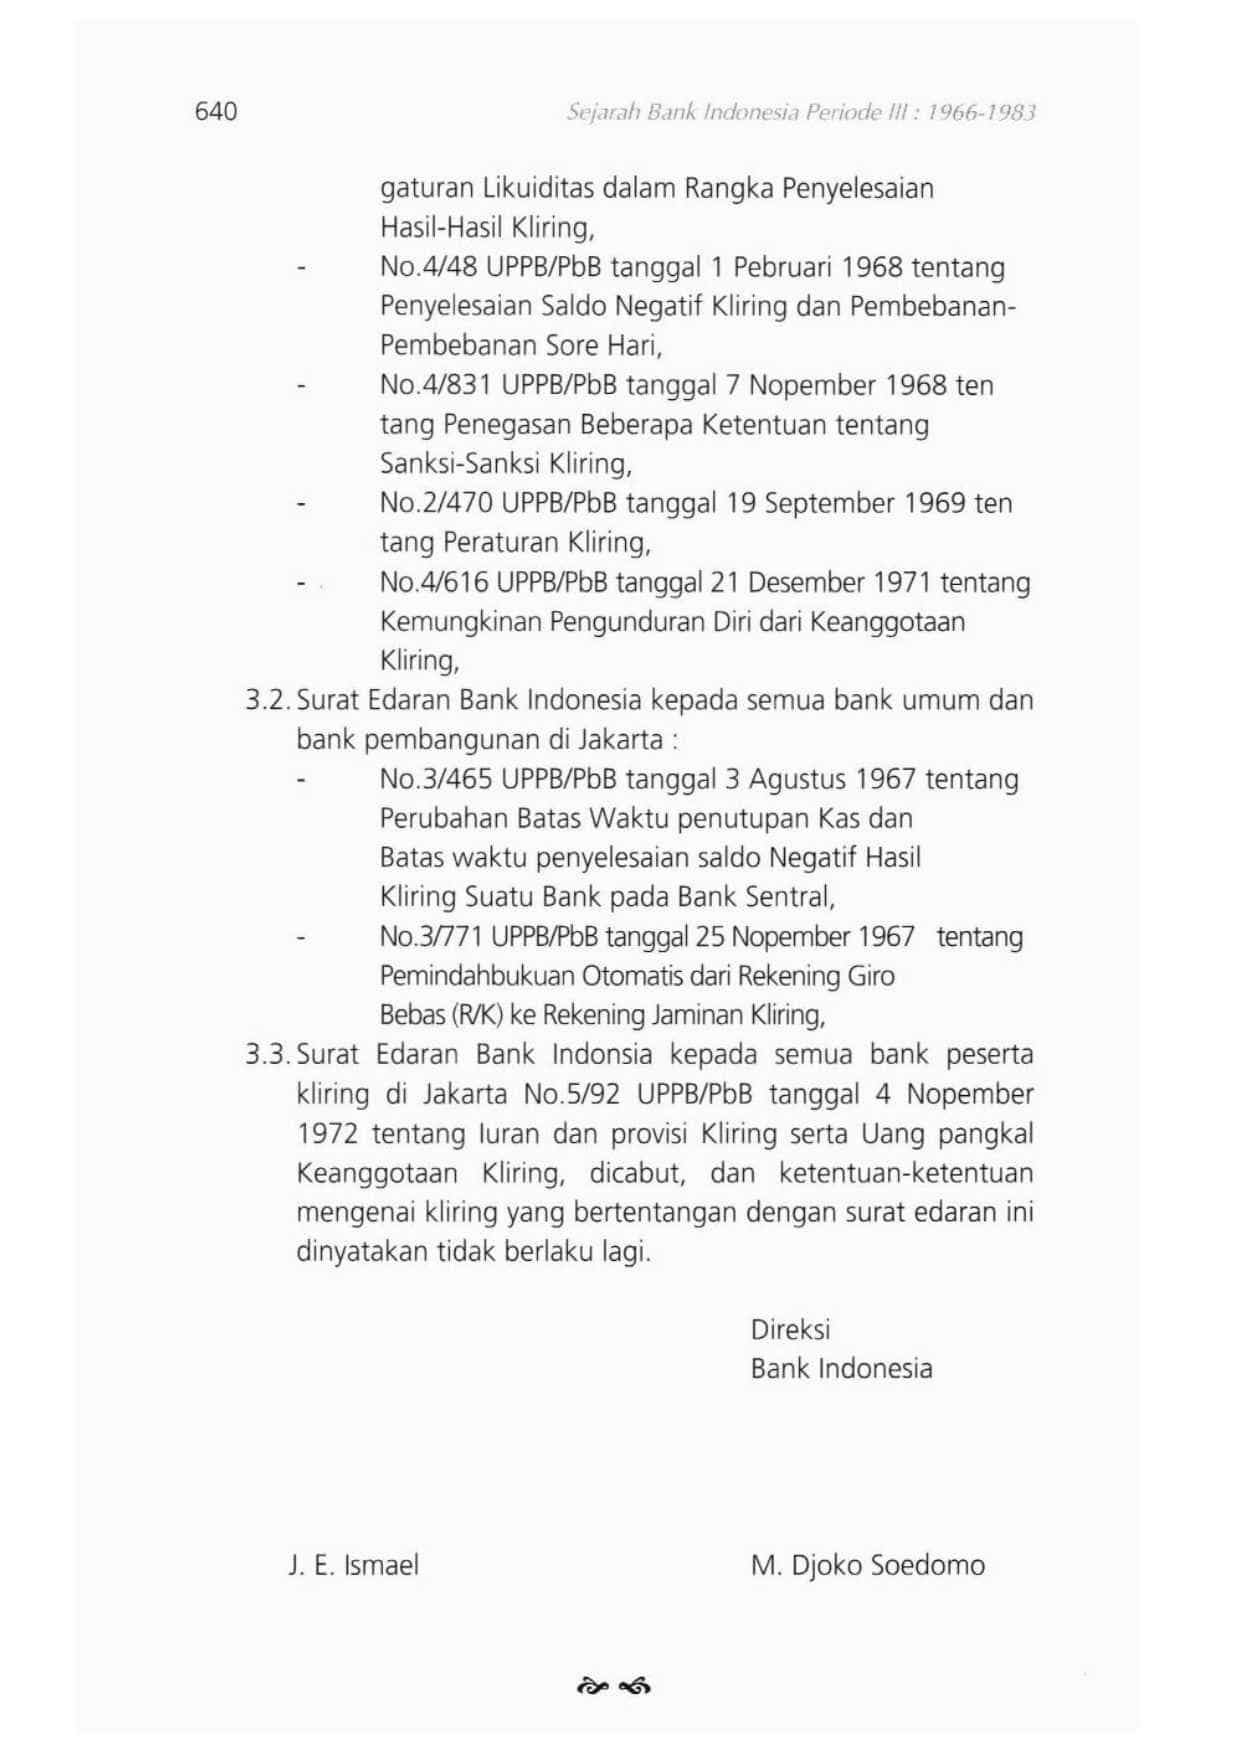 640
Sejarah Bank Indonesia Periode III : 1966-1983
gaturan Likuiditas dalam Rangka Penyelesaian
Hasil-Hasil Kliring,
- No.4/48 UPPB/PbB tanggal 1 Pebruari 1968 tentang
Penyelesaian Saldo Negatif Kliring dan Pembebanan-
Pembebanan Sore Hari,
- No.4/831 UPPB/PbB tanggal 7 Nopember 1968 ten
tang Penegasan Beberapa Ketentuan tentang
Sanksi-Sanksi Kliring,
- No.2/470 UPPB/PbB tanggal 19 September 1969 ten
tang Peraturan Kliring,
- No.4/616 UPPB/PbB tanggal 21 Desember 1971 tentang
Kemungkinan Pengunduran Diri dari Keanggotaan
Kliring,
3.2. Surat Edaran Bank Indonesia kepada semua bank umum dan
bank pembangunan di Jakarta :
- No.3/465 UPPB/PbB tanggal 3 Agustus 1967 tentang
Perubahan Batas Waktu penutupan Kas dan
Batas waktu penyelesaian saldo Negatif Hasil
Kliring Suatu Bank pada Bank Sentral,
- No.3/771 UPPB/PbB tanggal 25 Nopember 1967 tentang
Pemindahbukuan Otomatis dari Rekening Giro
Bebas (R/K) ke Rekening Jaminan Kliring,
3.3. Surat Edaran Bank Indonsia kepada semua bank peserta
kliring di Jakarta No.5/92 UPPB/PbB tanggal 4 Nopember
1972 tentang Iuran dan provisi Kliring serta Uang pangkal
Keanggotaan Kliring, dicabut, dan ketentuan-ketentuan
mengenai kliring yang bertentangan dengan surat edaran ini
dinyatakan tidak berlaku lagi.
Direksi
Bank Indonesia
J. E. Ismael
M. Djoko Soedomo